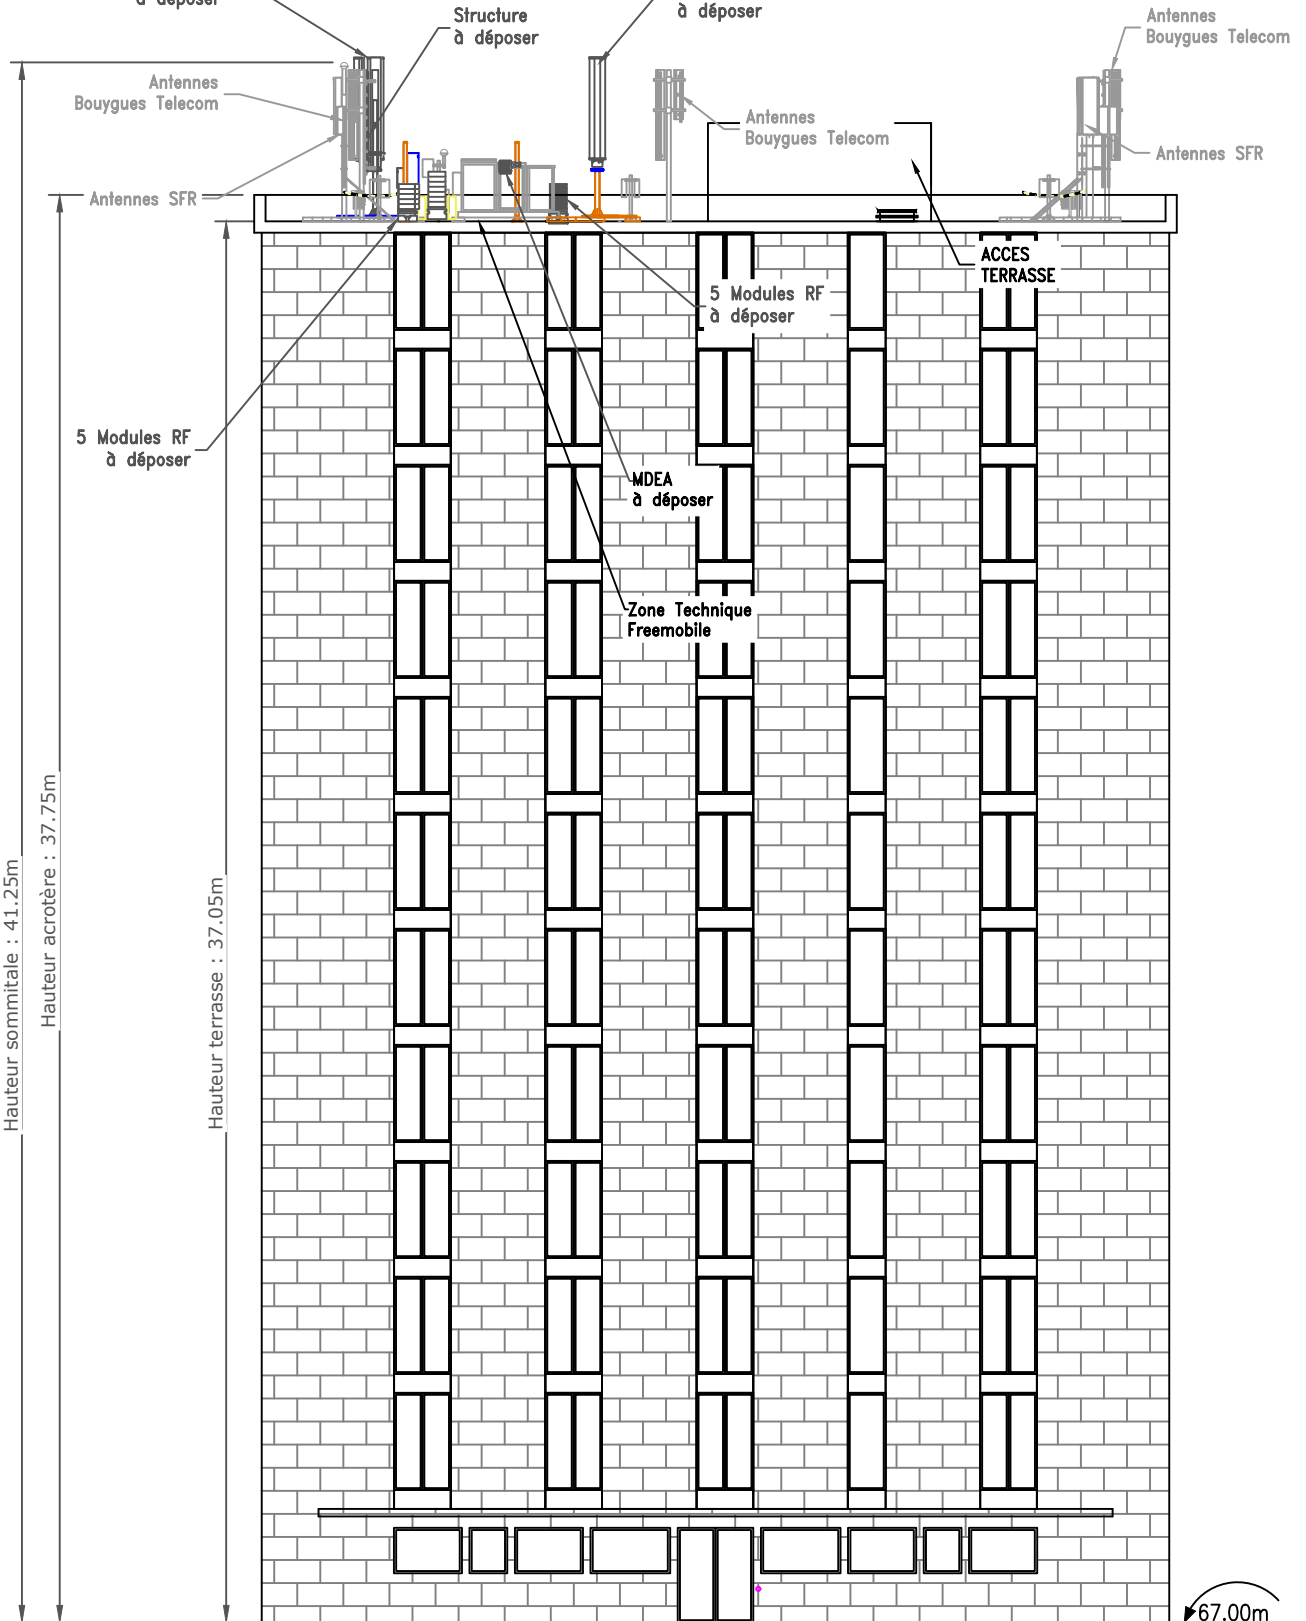 à déposer
Structure
à déposer
à déposer
Antennes
Bouygues Telecom
Antennes
Bouygues Telecom
Antennes
Bouygues Telecom
Antennes SFR
Antennes SFR
ACCES
TERRASSE
5 Modules RF
à déposer
5 Modules RF
à déposer
MDEA
à déposer
Zone Technique
Freemobile
Hauteur sommitale : 41.25m
Hauteur acrotère : 37.75m
Hauteur terrasse : 37.05m
67.00m